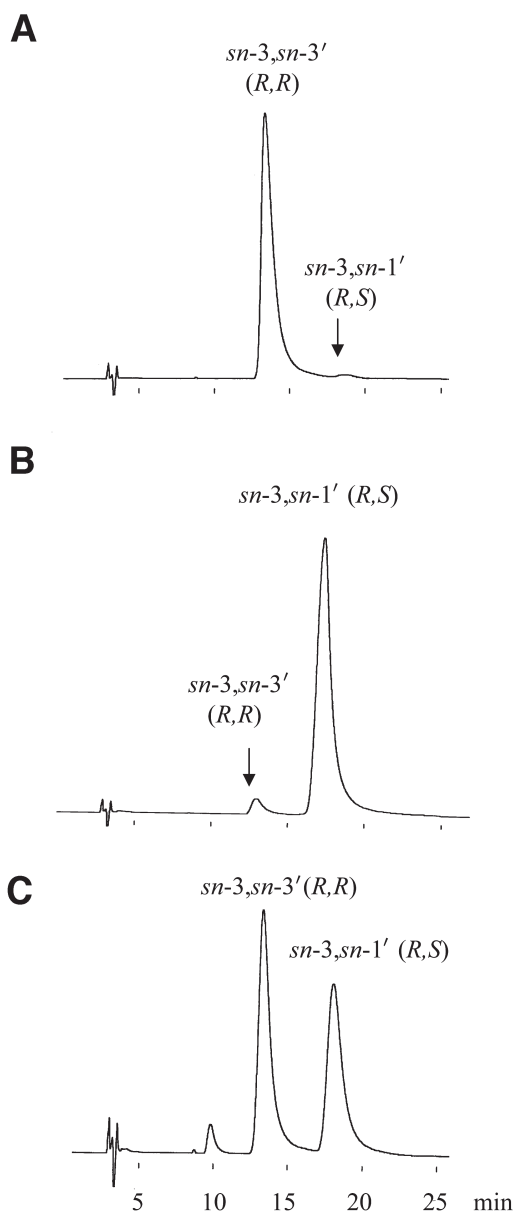 A
sn-3,sn-3′
(R,R)
sn-3,sn-1′
(R,S)
B
sn-3,sn-1′ (R,S)
sn-3,sn-3′
(R,R)
C
sn-3,sn-3′(R,R)
sn-3,sn-1′ (R,S)
5 10 15 20 25 min